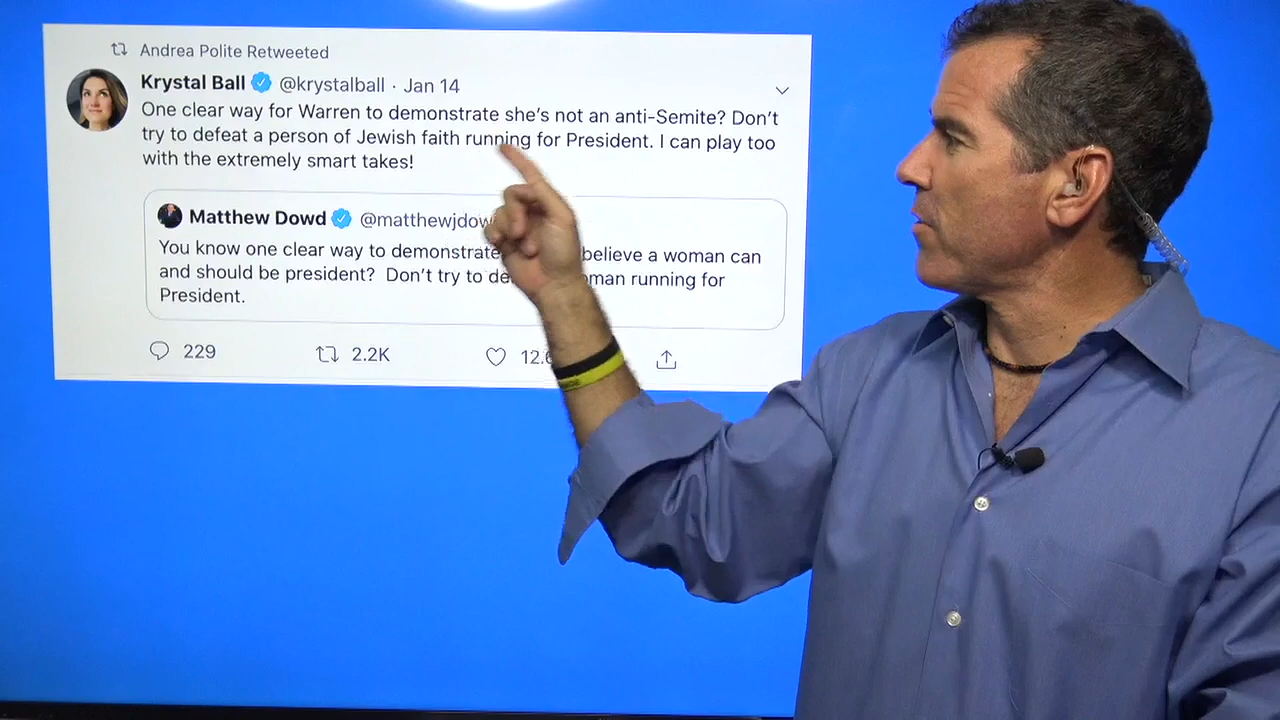 Andrea Polite Retweeted
Krystal Ball @krystalball · Jan 14
One clear way for Warren to demonstrate she's not an anti-Semite? Don't
try to defeat a person of Jewish faith running for President. I can play too
with the extremely smart takes!
Matthew Dowd @matthewjdow
You know one clear way to demonstrate believe a woman can
and should be president? Don't try to de man running for
President.
229 2.2K 12.